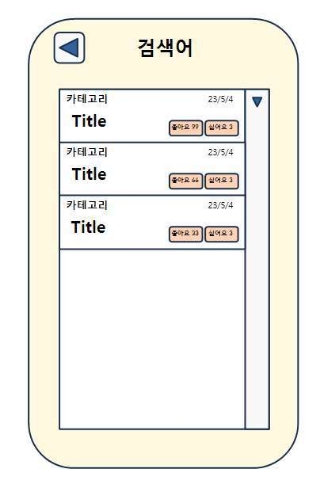 검색어
카테고리 23/5/4
Title
좋아요 99 싫어요 3
카테고리 23/5/4
Title
좋아요 66 싫어요 3
카테고리 23/5/4
Title
좋아요 33 싫어요 3